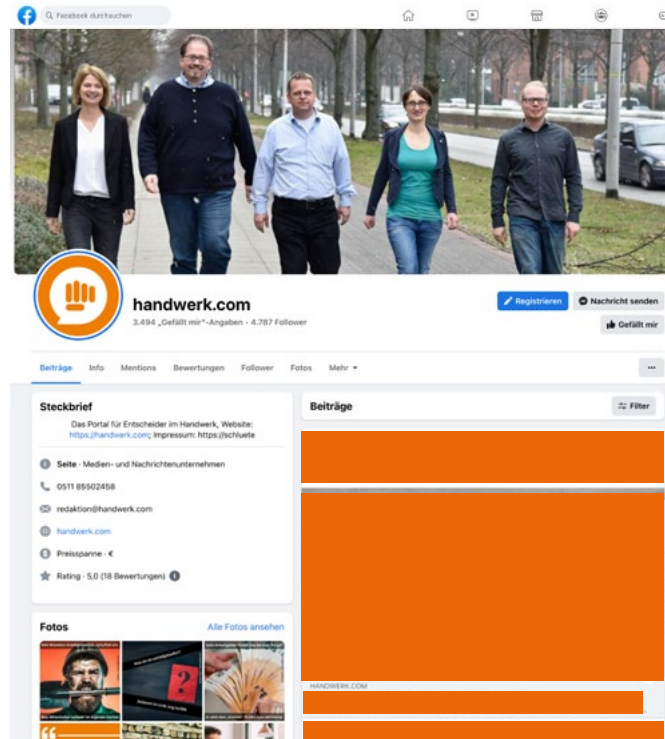 Facebook durchsuchen
handwerk.com
3.494 „Gefällt mir“-Angaben • 4.787 Follower
Registrieren
Nachricht senden
Gefällt mir
Beiträge
Info
Mentions
Bewertungen
Follower
Fotos
Mehr
Steckbrief
Das Portal für Entscheider im Handwerk, Website:
https://handwerk.com; Impressum: https://schluete
Seite · Medien- und Nachrichtenunternehmen
0511 85502458
redaktion@handwerk.com
handwerk.com
Preisspanne · €
Rating · 5,0 (18 Bewertungen)
Fotos
Alle Fotos ansehen
Beiträge
Filter
HANDWERK.COM